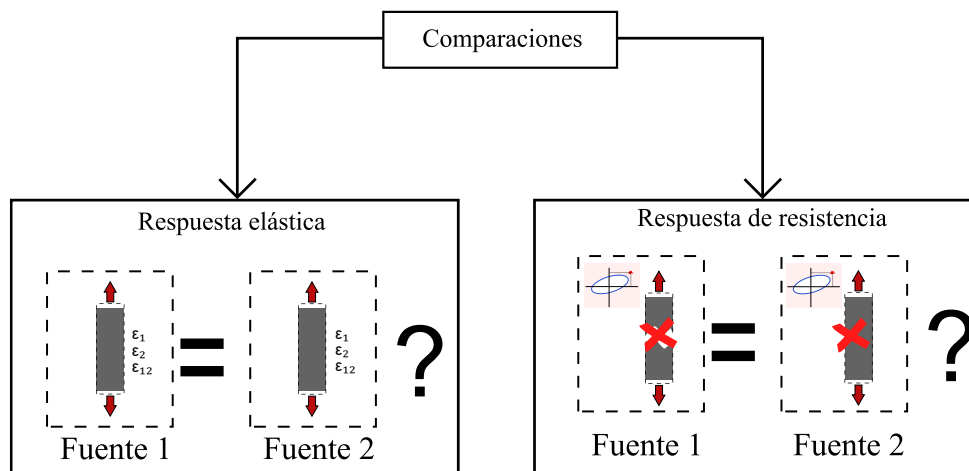 Comparaciones
Respuesta elástica
ε1
ε2
ε12
=
ε1
ε2
ε12
?
Fuente 1
Fuente 2
Respuesta de resistencia
=
?
Fuente 1
Fuente 2